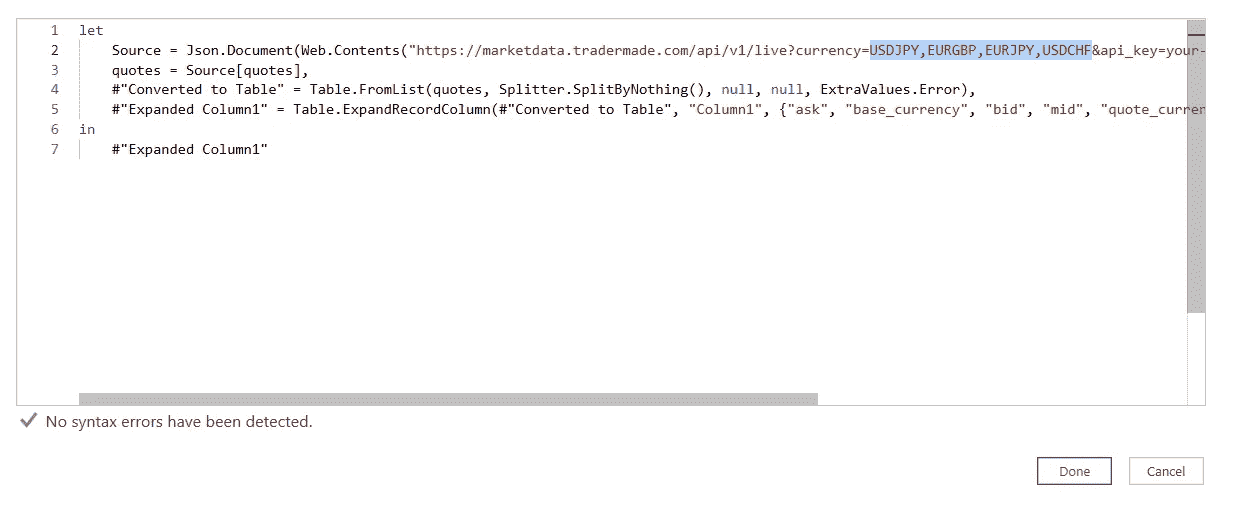 1 let
2 Source = Json.Document(Web.Contents("https://marketdata.tradermade.com/api/v1/live?currency=USDJPY,EURGBP,EURJPY,USDCHF&api_key=your-
3 quotes = Source[quotes],
4 #"Converted to Table" = Table.FromList(quotes, Splitter.SplitByNothing(), null, null, ExtraValues.Error),
5 #"Expanded Column1" = Table.ExpandRecordColumn(#"Converted to Table", "Column1", {"ask", "base_currency", "bid", "mid", "quote_curren
6 in
7 #"Expanded Column1"
No syntax errors have been detected.
Done Cancel